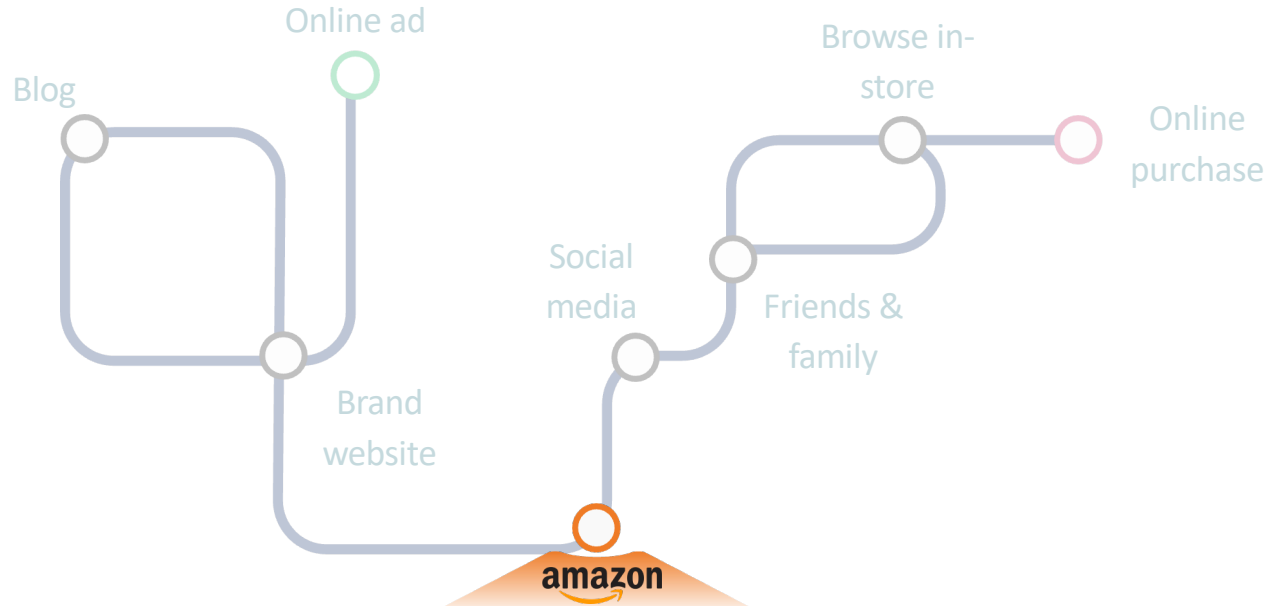 Online ad
Blog
Browse in-
store
Online
purchase
Social
media
Friends &
family
Brand
website
amazon